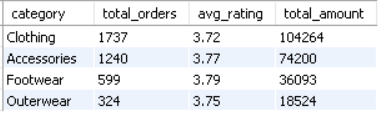 category total_orders avg_rating total_amount
Clothing 1737 3.72 104264
Accessories 1240 3.77 74200
Footwear 599 3.79 36093
Outerwear 324 3.75 18524